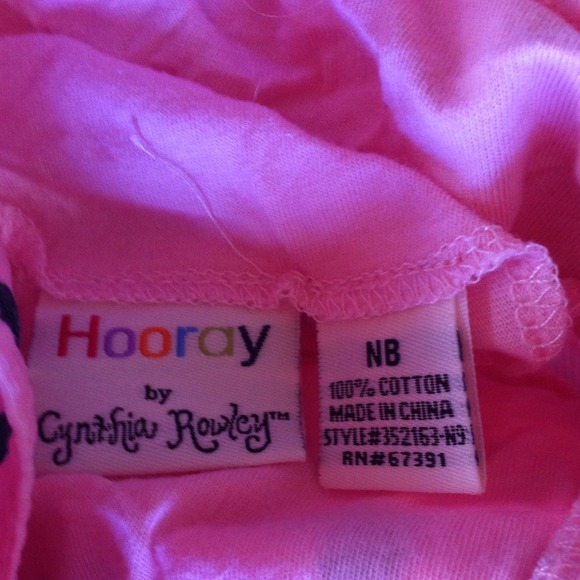 Hooray
by
Cynthia Rowley™
NB
100% COTTON
MADE IN CHINA
STYLE#352163-N9
RN#67391